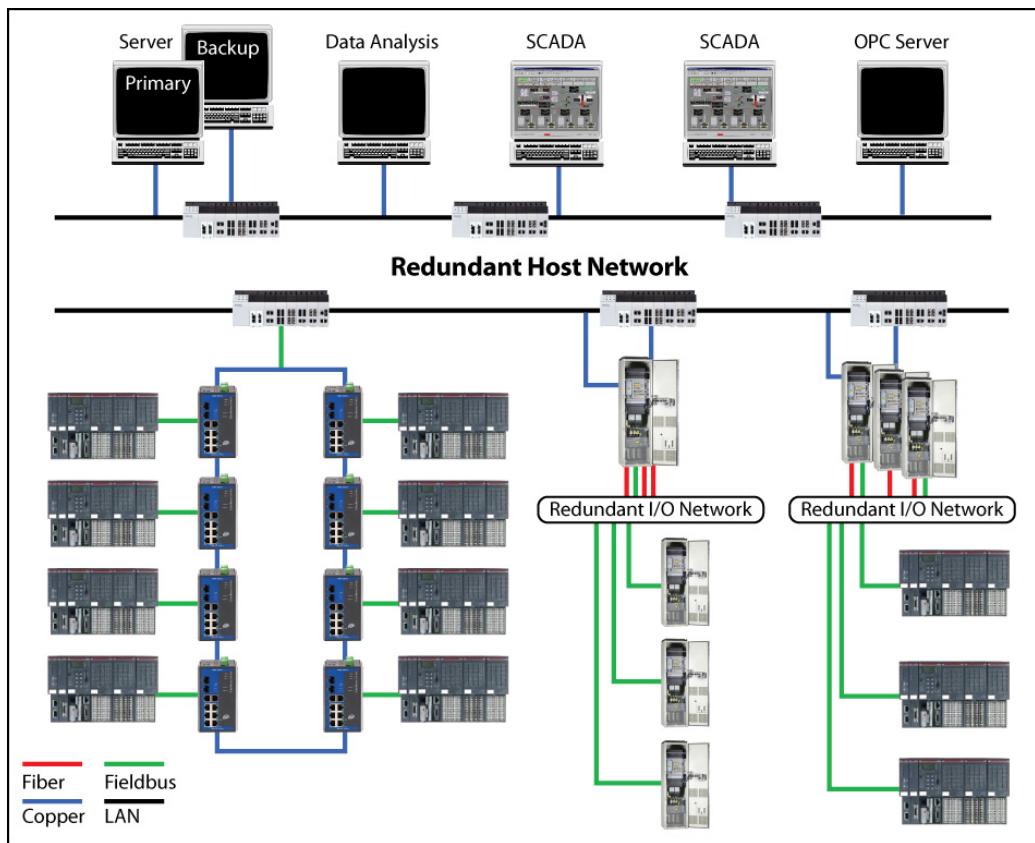 Server
Backup
Primary
Data Analysis
SCADA
SCADA
OPC Server
Redundant Host Network
Redundant I/O Network
Redundant I/O Network
Fiber
Fieldbus
Copper
LAN